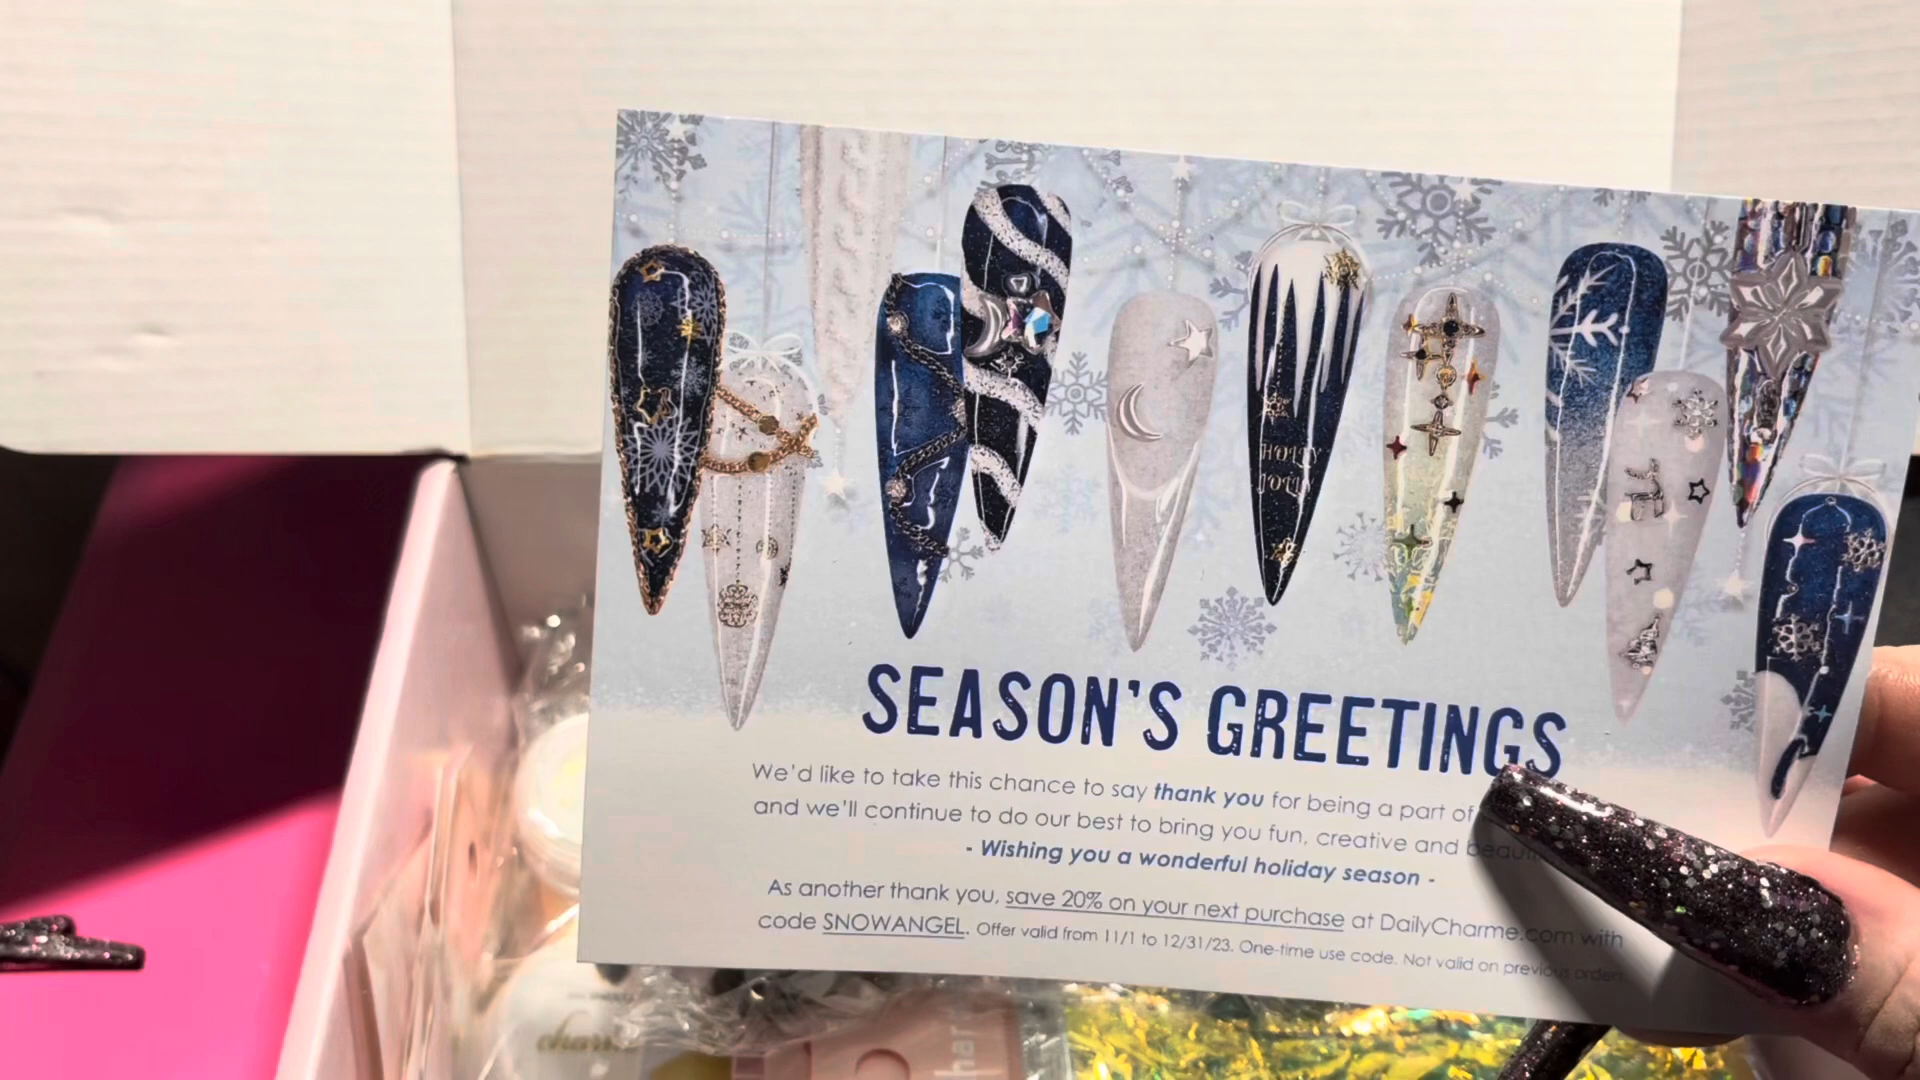 HOLLY
JOLLY
SEASON'S GREETINGS
We'd like to take this chance to say thank you for being a part of
and we'll continue to do our best to bring you fun, creative and
- Wishing you a wonderful holiday season -
As another thank you, save 20% on your next purchase at DailyCharme.com with
code SNOWANGEL. Offer valid from 11/1 to 12/31/23. One-time use code. Not valid on previous orders.
charme